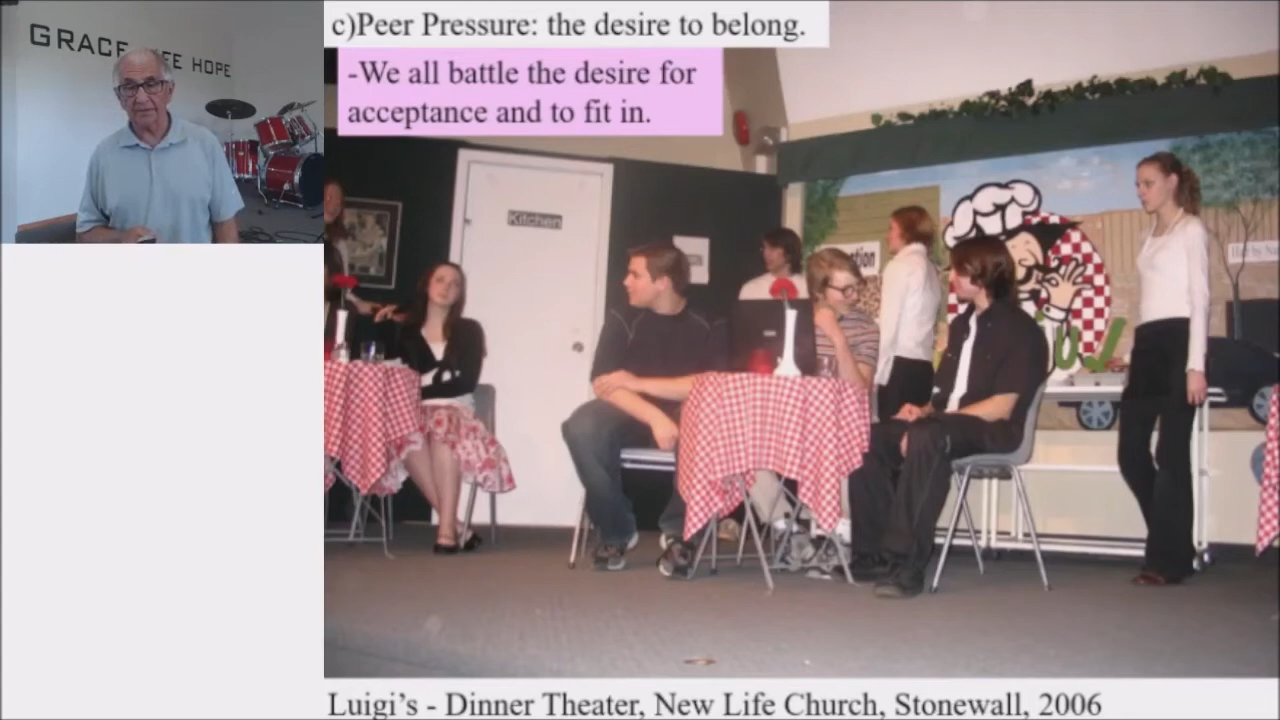 c)Peer Pressure: the desire to belong.
-We all battle the desire for
acceptance and to fit in.
GRACE
HOPE
Kitchen
Luigi's - Dinner Theater, New Life Church, Stonewall, 2006